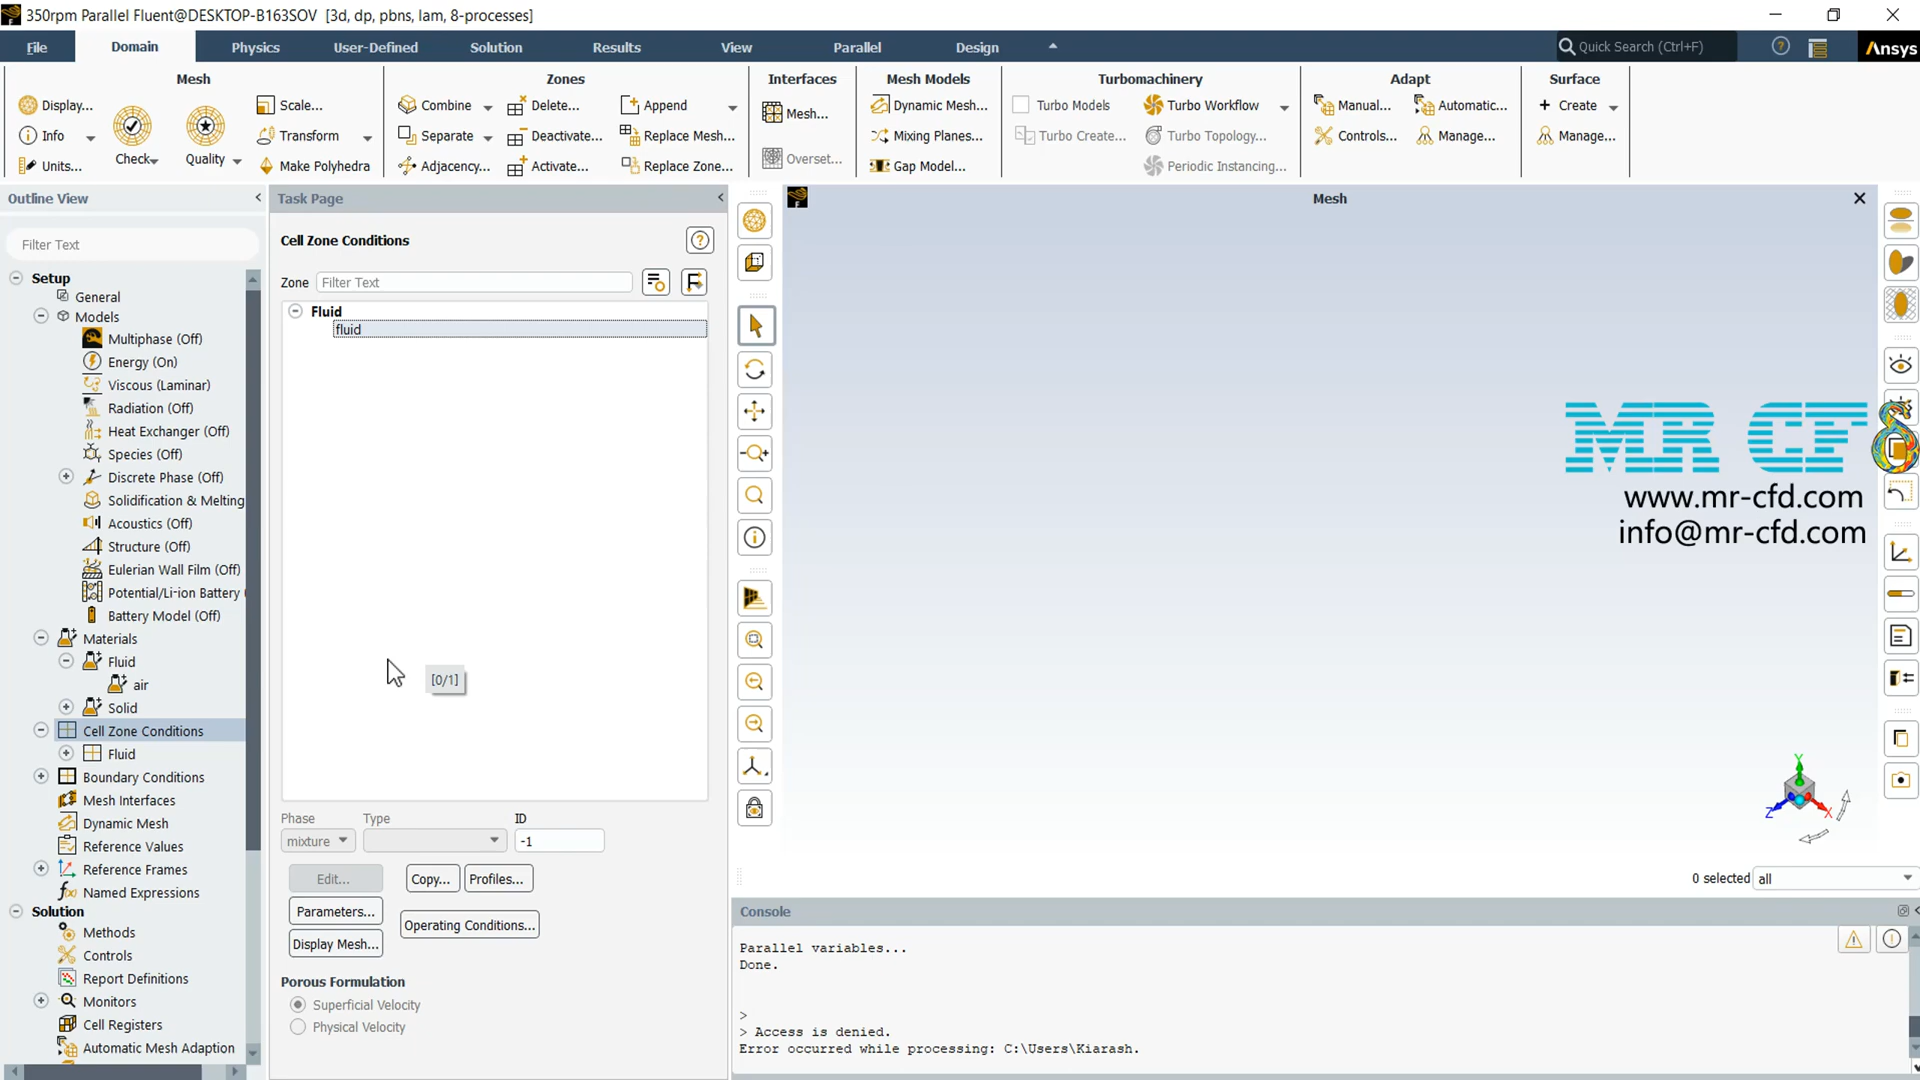 350rpm Parallel Fluent@DESKTOP-B163SOV [3d, dp, pbns, lam, 8-processes]
File
Domain
Physics
User-Defined
Solution
Results
View
Parallel
Design
Quick Search (Ctrl+F)
Ansys
Mesh
Zones
Interfaces
Mesh Models
Turbomachinery
Adapt
Surface
Display...
Info
Units...
Check
Quality
Scale...
Transform
Make Polyhedra
Combine
Separate
Adjacency...
Delete...
Deactivate...
Activate...
Append
Replace Mesh...
Replace Zone...
Mesh...
Overset...
Dynamic Mesh...
Mixing Planes...
Gap Model...
Turbo Models
Turbo Create...
Turbo Workflow
Turbo Topology...
Periodic Instancing...
Manual...
Controls...
Automatic...
Manage...
Create
Manage...
Outline View
Filter Text
Setup
General
Models
Multiphase (Off)
Energy (On)
Viscous (Laminar)
Radiation (Off)
Heat Exchanger (Off)
Species (Off)
Discrete Phase (Off)
Solidification & Melting
Acoustics (Off)
Structure (Off)
Eulerian Wall Film (Off)
Potential/Li-ion Battery
Battery Model (Off)
Materials
Fluid
air
Solid
Cell Zone Conditions
Fluid
Boundary Conditions
Mesh Interfaces
Dynamic Mesh
Reference Values
Reference Frames
Named Expressions
Solution
Methods
Controls
Report Definitions
Monitors
Cell Registers
Automatic Mesh Adaption
Task Page
Cell Zone Conditions
Zone
Filter Text
Fluid
fluid
[0/1]
Phase
Type
ID
mixture
-1
Edit...
Copy...
Profiles...
Parameters...
Operating Conditions...
Display Mesh...
Porous Formulation
Superficial Velocity
Physical Velocity
Mesh
MR CFD
www.mr-cfd.com
info@mr-cfd.com
Y
Z
X
0 selected
all
Console
Parallel variables...
Done.
>
> Access is denied.
Error occurred while processing: C:\Users\Kiarash.